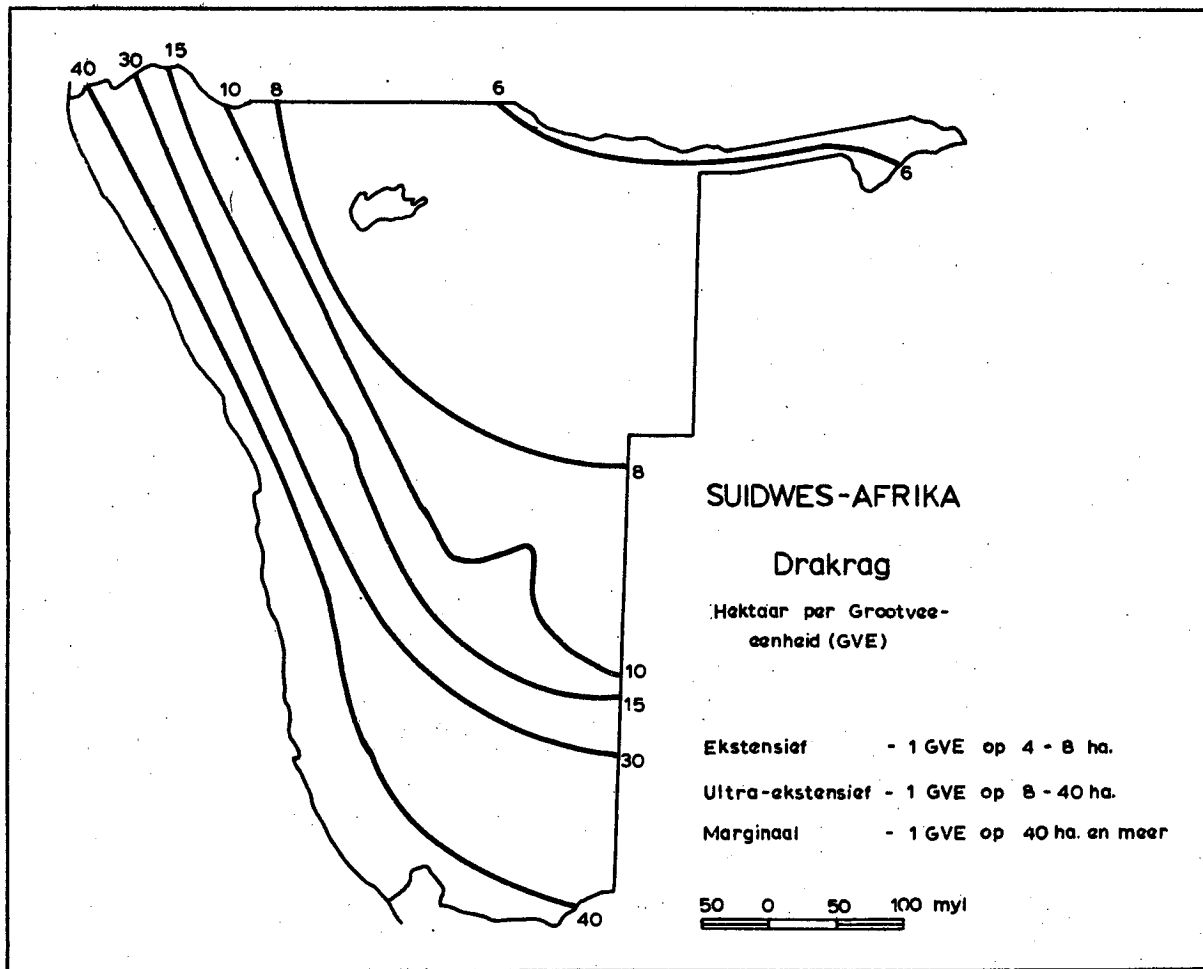 40 30 15 10 8 6
6
8
10
15
30
40
SUIDWES-AFRIKA
Drakrag
Hektaar per Grootvee-
eenheid (GVE)
Ekstensief - 1 GVE op 4 - 8 ha.
Ultra-ekstensief - 1 GVE op 8 - 40 ha.
Marginaal - 1 GVE op 40 ha. en meer
50 0 50 100 myl